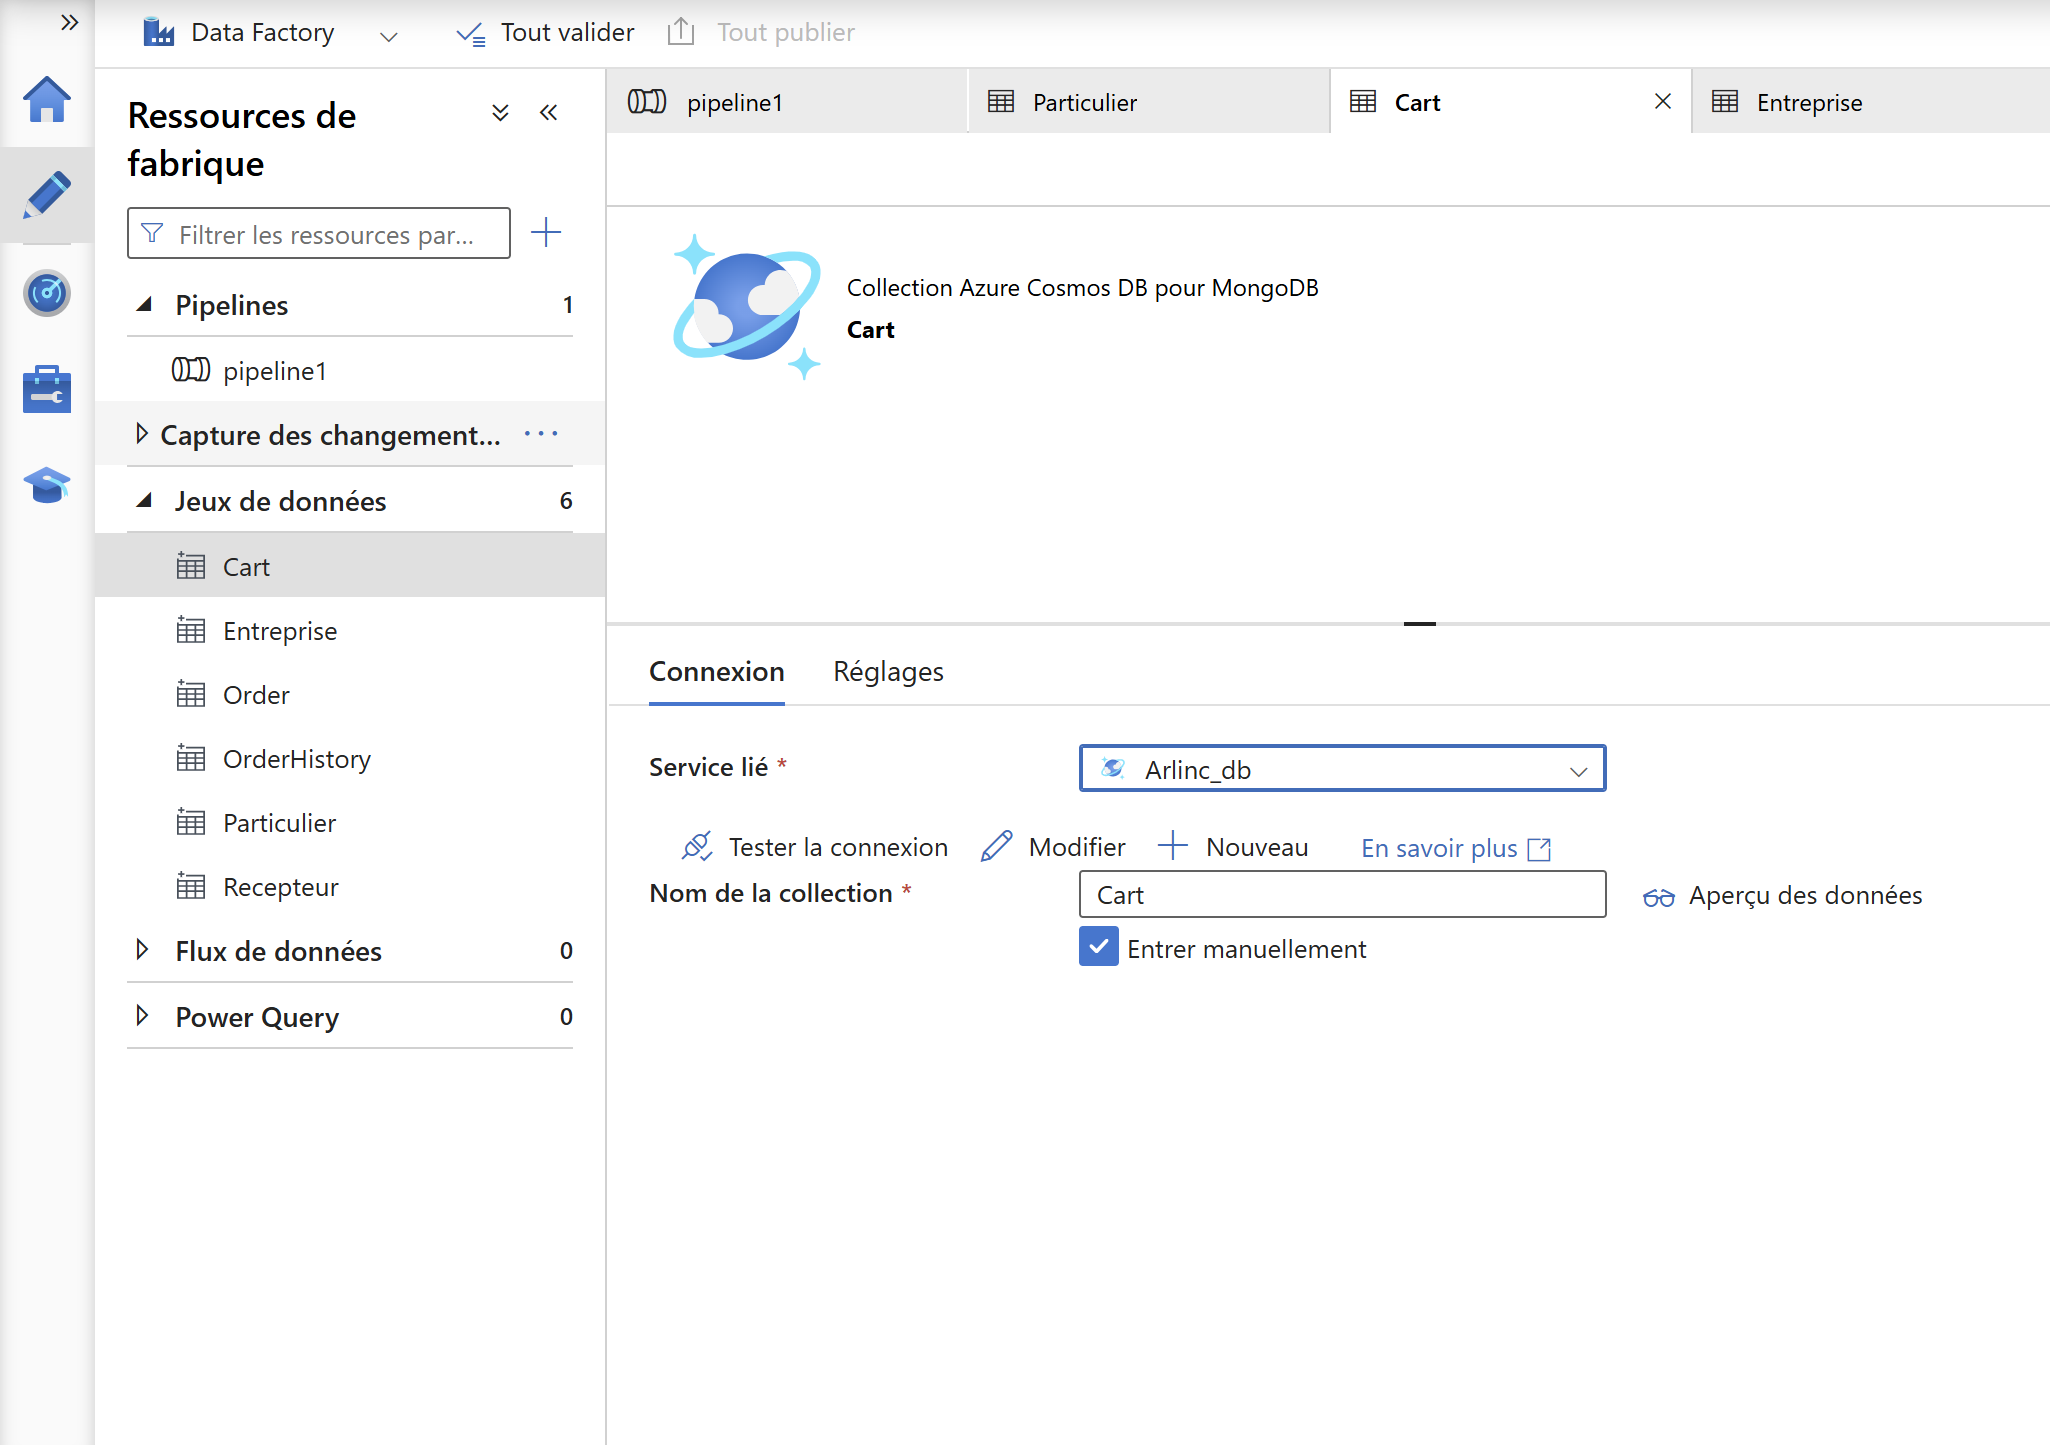 Data Factory
Tout valider
Tout publier
Ressources de
fabrique
Filtrer les ressources par...
Pipelines 1
pipeline1
Capture des changement...
Jeux de données 6
Cart
Entreprise
Order
OrderHistory
Particulier
Recepteur
Flux de données 0
Power Query 0
pipeline1
Particulier
Cart
Entreprise
Collection Azure Cosmos DB pour MongoDB
Cart
Connexion
Réglages
Service lié *
Arlinc_db
Tester la connexion
Modifier
Nouveau
En savoir plus
Nom de la collection *
Cart
Aperçu des données
Entrer manuellement